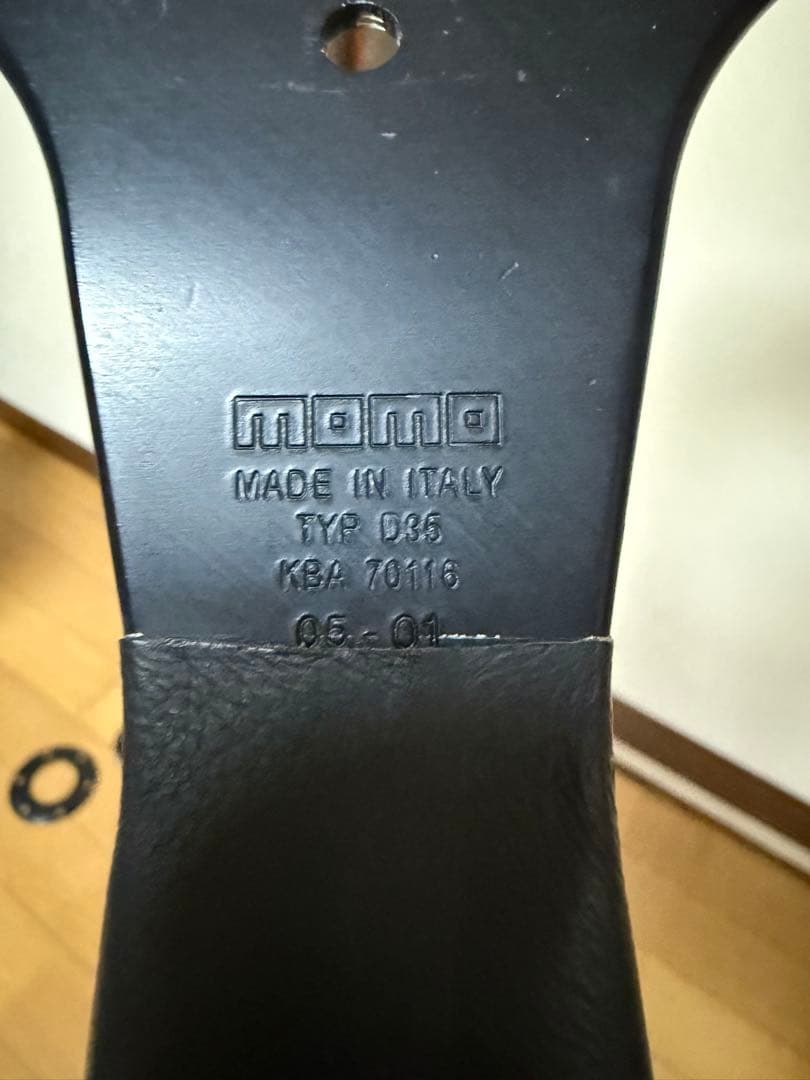 momo
MADE IN ITALY
TYP D35
KBA 70116
05-01